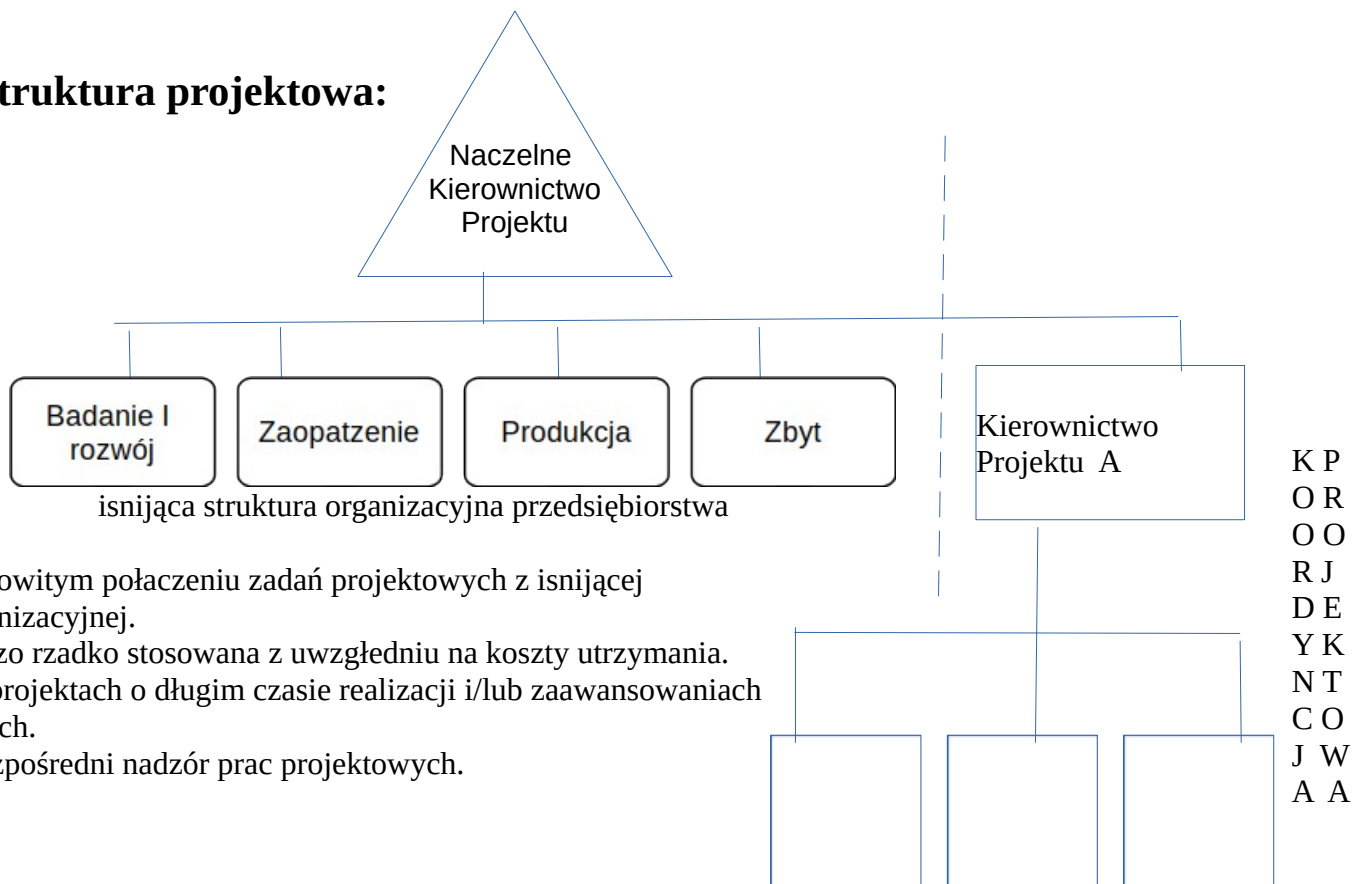 truktura projektowa:
Naczelne
Kierownictwo
Projektu
Badanie I
rozwój
Zaopatzenie
Produkcja
Zbyt
Kierownictwo
Projektu A
isnijąca struktura organizacyjna przedsiębiorstwa
owitym połaczeniu zadań projektowych z isnijącej
nizacyjnej.
zo rzadko stosowana z uwzgłedniu na koszty utrzymania.
projektach o długim czasie realizacji i/lub zaawansowaniach
ch.
zpośredni nadzór prac projektowych.
K P
O R
O O
R J
D E
Y K
N T
C O
J W
A A